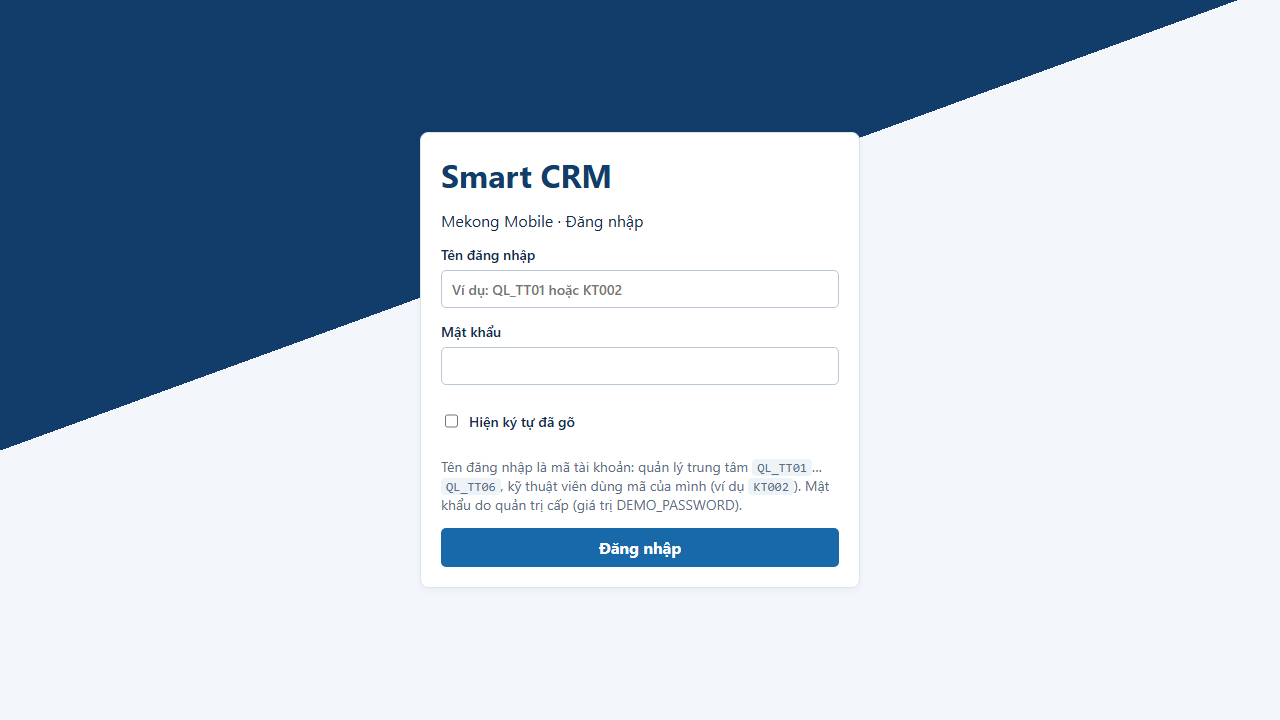 Smart CRM
Mekong Mobile · Đăng nhập
Tên đăng nhập
Ví dụ: QL_TT01 hoặc KT002
Mật khẩu
Hiện ký tự đã gõ
Tên đăng nhập là mã tài khoản: quản lý trung tâm QL_TT01…
QL_TT06, kỹ thuật viên dùng mã của mình (ví dụ KT002). Mật
khẩu do quản trị cấp (giá trị DEMO_PASSWORD).
Đăng nhập